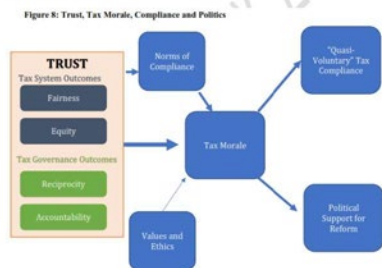 Figure 8: Trust, Tax Morale, Compliance and Politics
TRUST
Tax System Outcomes
Fairness
Equity
Tax Governance Outcomes
Reciprocity
Accountability
Norms of
Compliance
Values and
Ethics
Tax Morale
"Quasi-
Voluntary" Tax
Compliance
Political
Support for
Reform